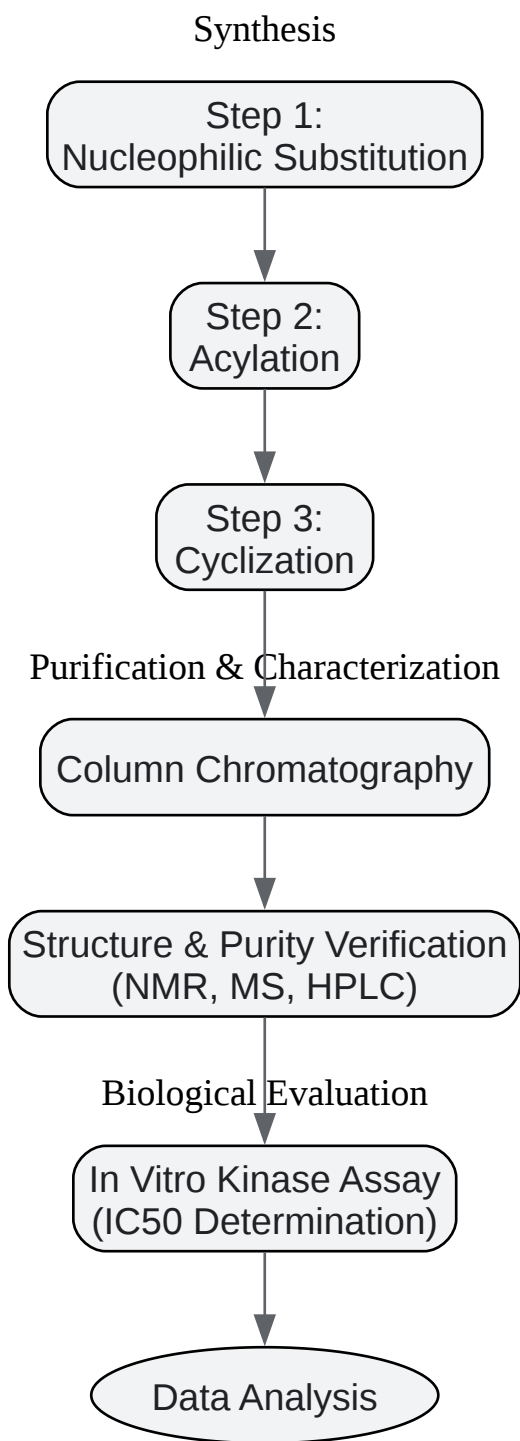 Synthesis
Step 1:
Nucleophilic Substitution
Step 2:
Acylation
Step 3:
Cyclization
Purification & Characterization
Column Chromatography
Structure & Purity Verification
(NMR, MS, HPLC)
Biological Evaluation
In Vitro Kinase Assay
(IC50 Determination)
Data Analysis